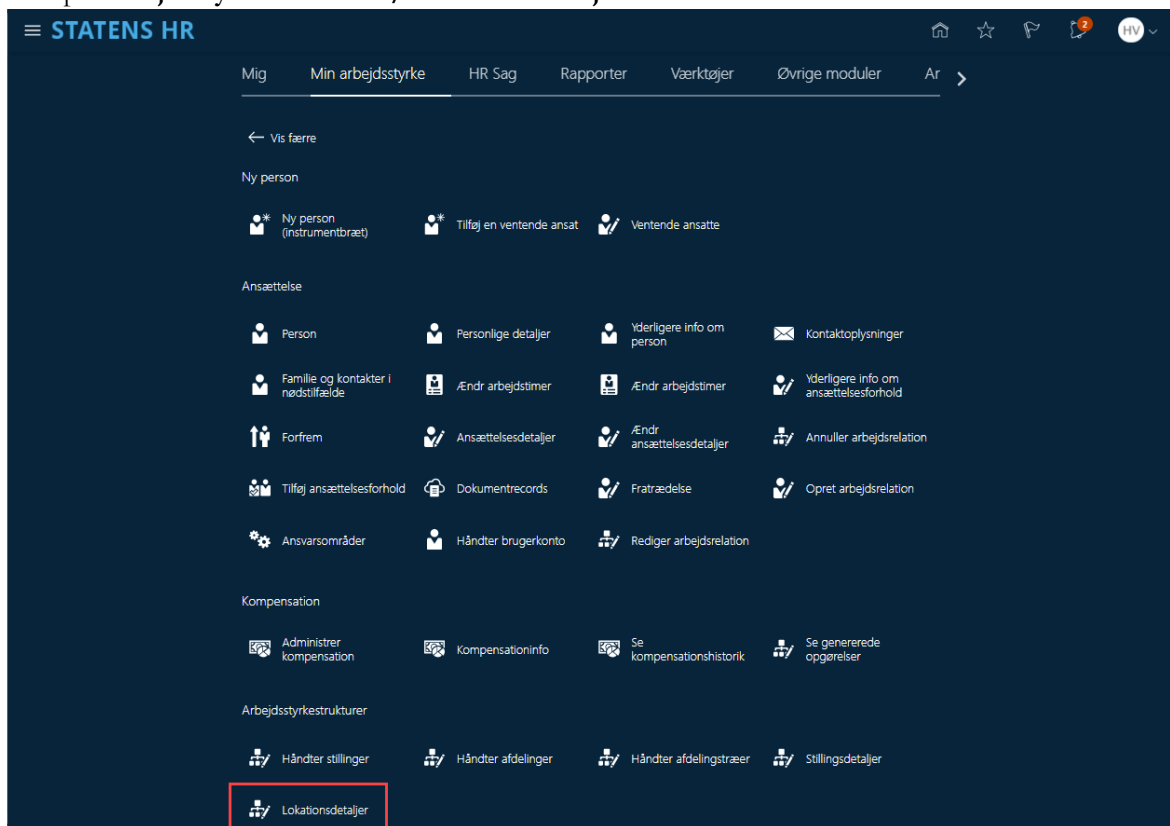 STATENS HR
2
HV
Mig Min arbejdsstyrke HR Sag Rapporter Værktøjer Øvrige moduler Ar
Vis færre
Ny person
Ny person (instrumentbræt)
Tilføj en ventende ansat
Ventende ansatte
Ansættelse
Person
Personlige detaljer
Yderligere info om person
Kontaktoplysninger
Familie og kontakter i nødstilfælde
Ændr arbejdstimer
Ændr arbejdstimer
Yderligere info om ansættelsesforhold
Forfrem
Ansættelsesdetaljer
Ændr ansættelsesdetaljer
Annuller arbejdsrelation
Tilføj ansættelsesforhold
Dokumentrecords
Fratrædelse
Opret arbejdsrelation
Ansvarsområder
Håndter brugerkonto
Rediger arbejdsrelation
Kompensation
Administrer kompensation
Kompensationinfo
Se kompensationshistorik
Se genererede opgørelser
Arbejdsstyrkestrukturer
Håndter stillinger
Håndter afdelinger
Håndter afdelingstræer
Stillingsdetaljer
Lokationsdetaljer